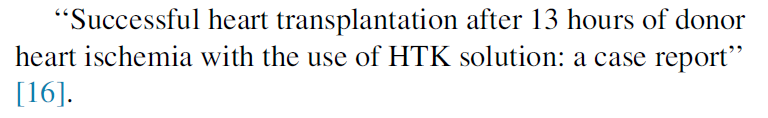 ‘‘Successful heart transplantation after 13 hours of donor
heart ischemia with the use of HTK solution: a case report’’
[16].